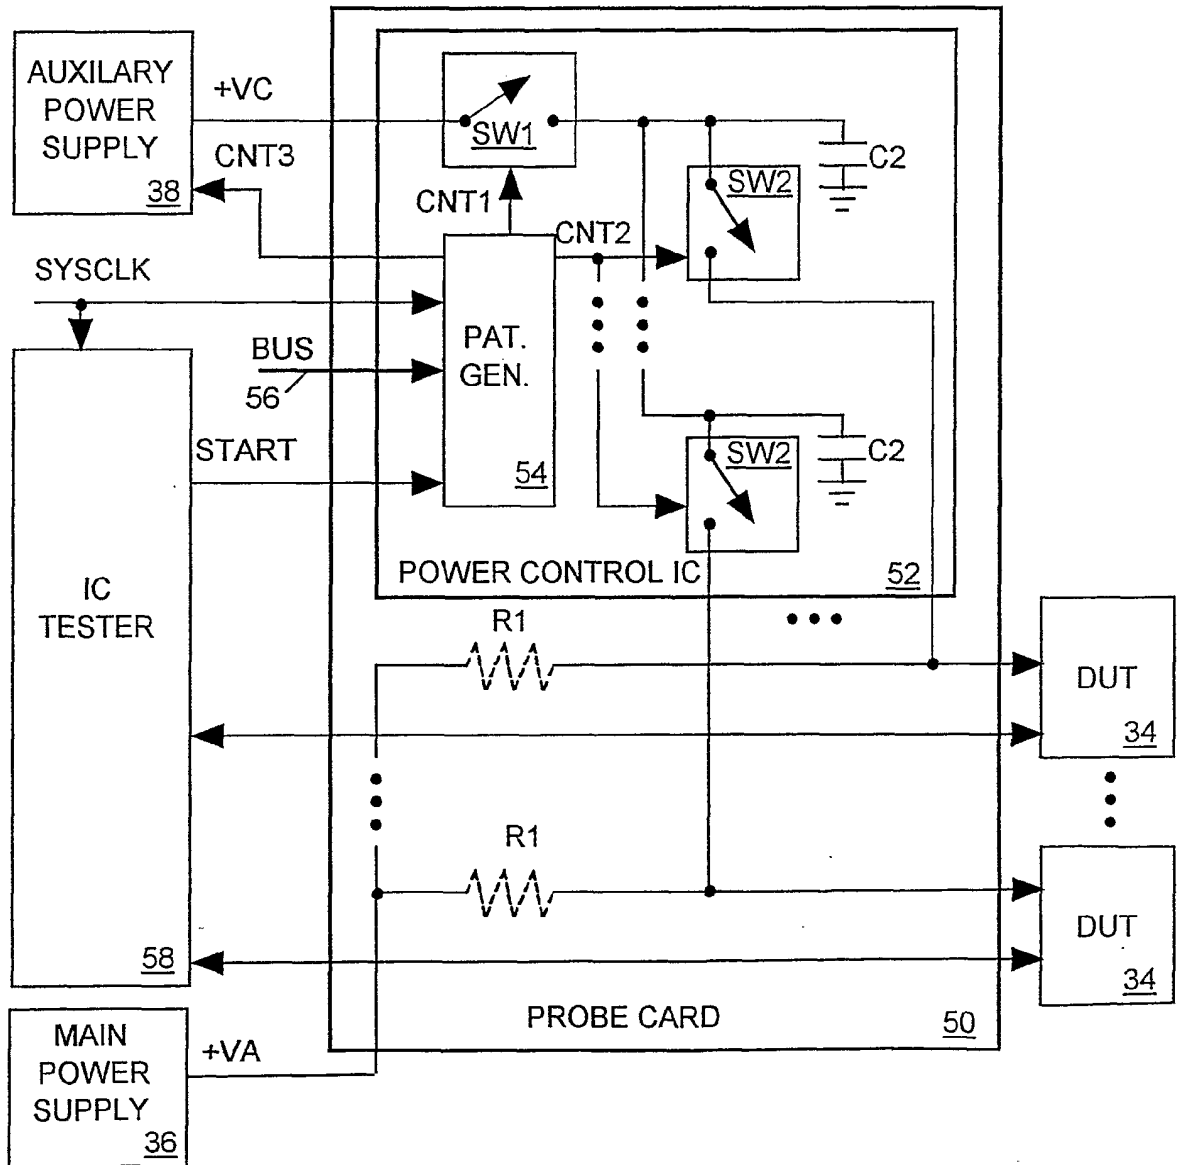 AUXILARY
POWER
SUPPLY
38
+VC
CNT3
SW1
CNT1
CNT2
SW2
C2
SYSCLK
BUS
56
START
PAT.
GEN.
54
SW2
C2
POWER CONTROL IC
52
IC
TESTER
58
R1
DUT
34
R1
DUT
34
PROBE CARD
50
MAIN
POWER
SUPPLY
36
+VA